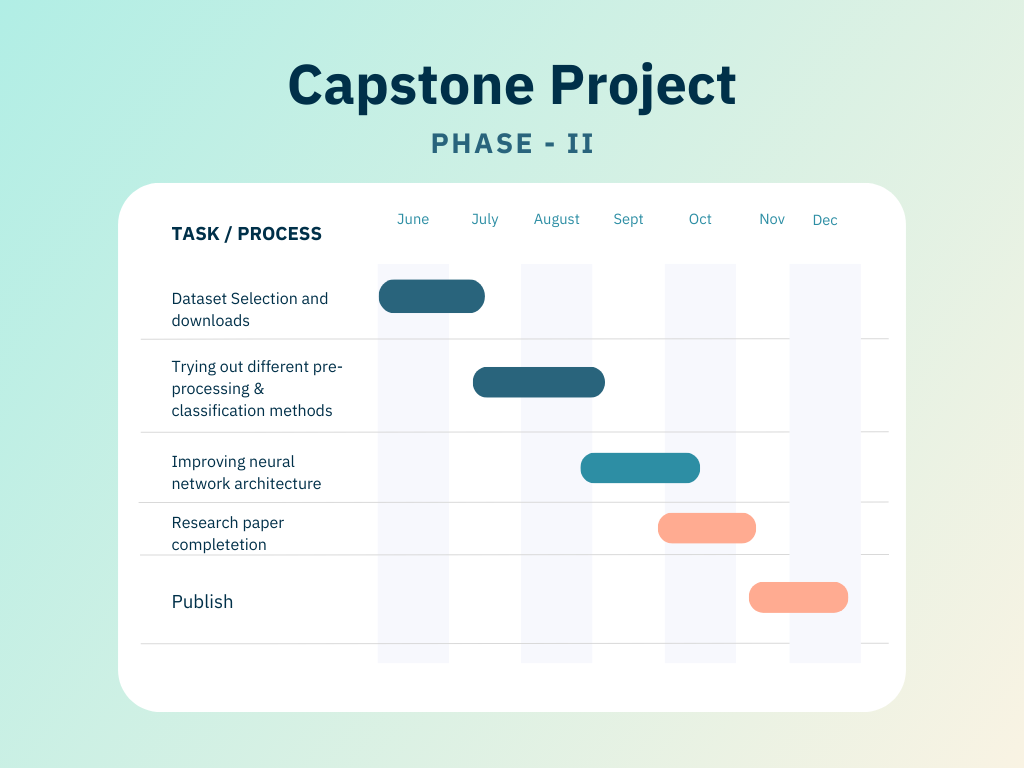 Capstone Project
PHASE - II
TASK / PROCESS
June July August Sept Oct Nov Dec
Dataset Selection and
downloads
Trying out different pre-
processing &
classification methods
Improving neural
network architecture
Research paper
completetion
Publish